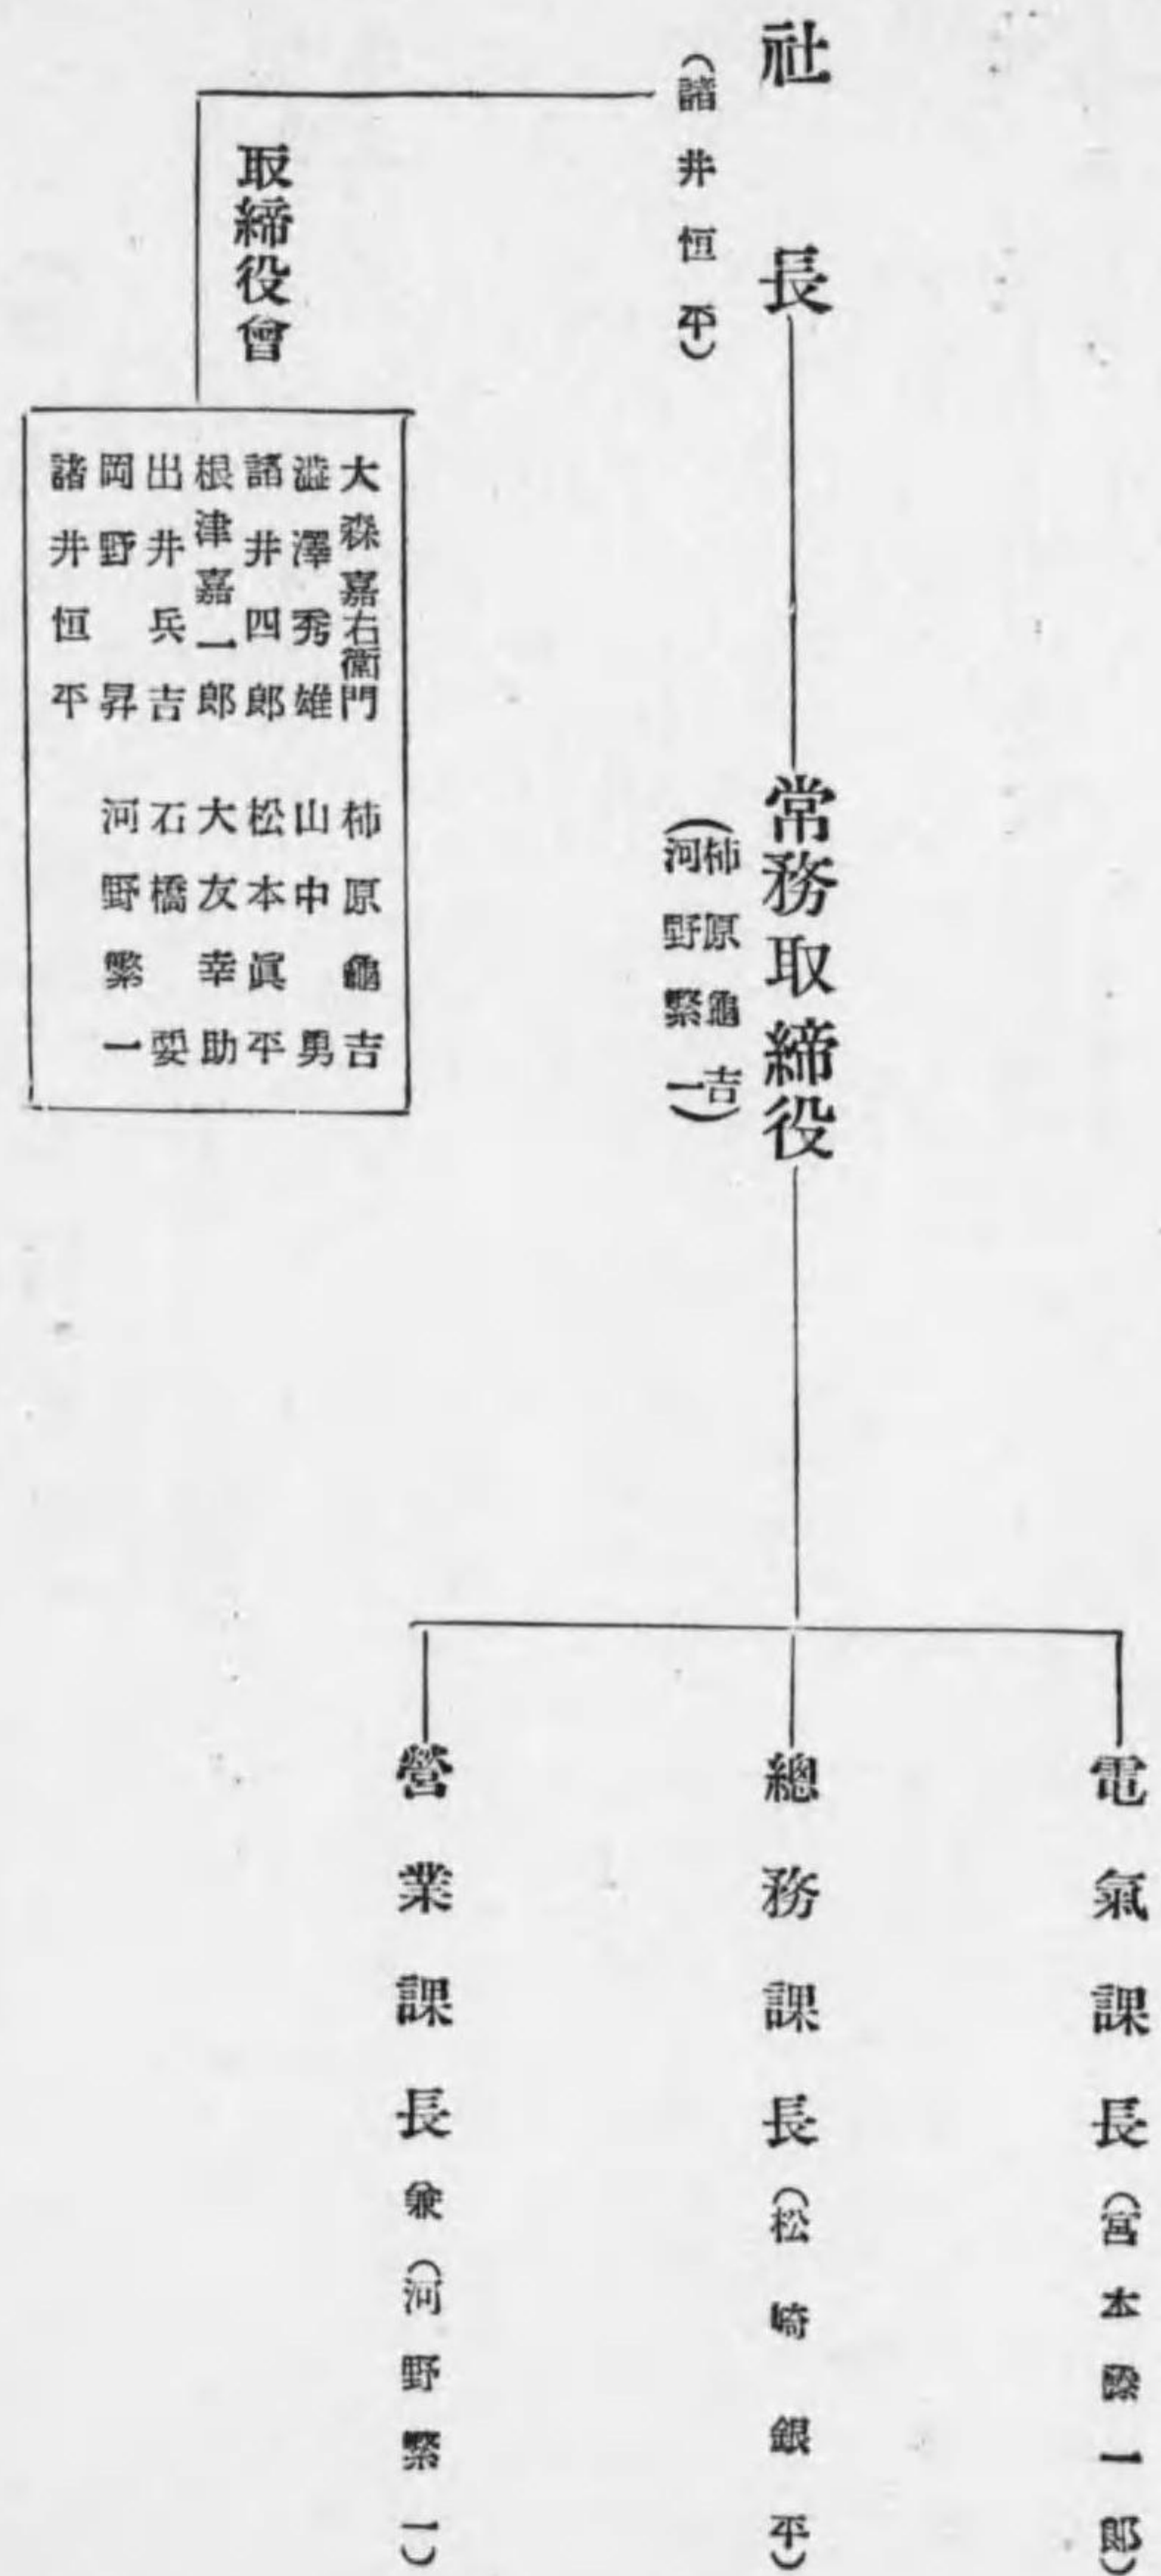 電氣課長(宮本 一郎)
社長
(諸井恒平)
常務取締役
(柿原龜吉
河野繁一)
總務課長(松崎銀平)
營業課長兼(河野繁一)
取締役會
大森嘉右衞門 柿原龜吉
澁澤秀雄 山中勇
諸井四郎 松本眞平
根津嘉一郎 大友幸助
出井兵吉 石橋
岡野昇 河野繁一
諸井恒平